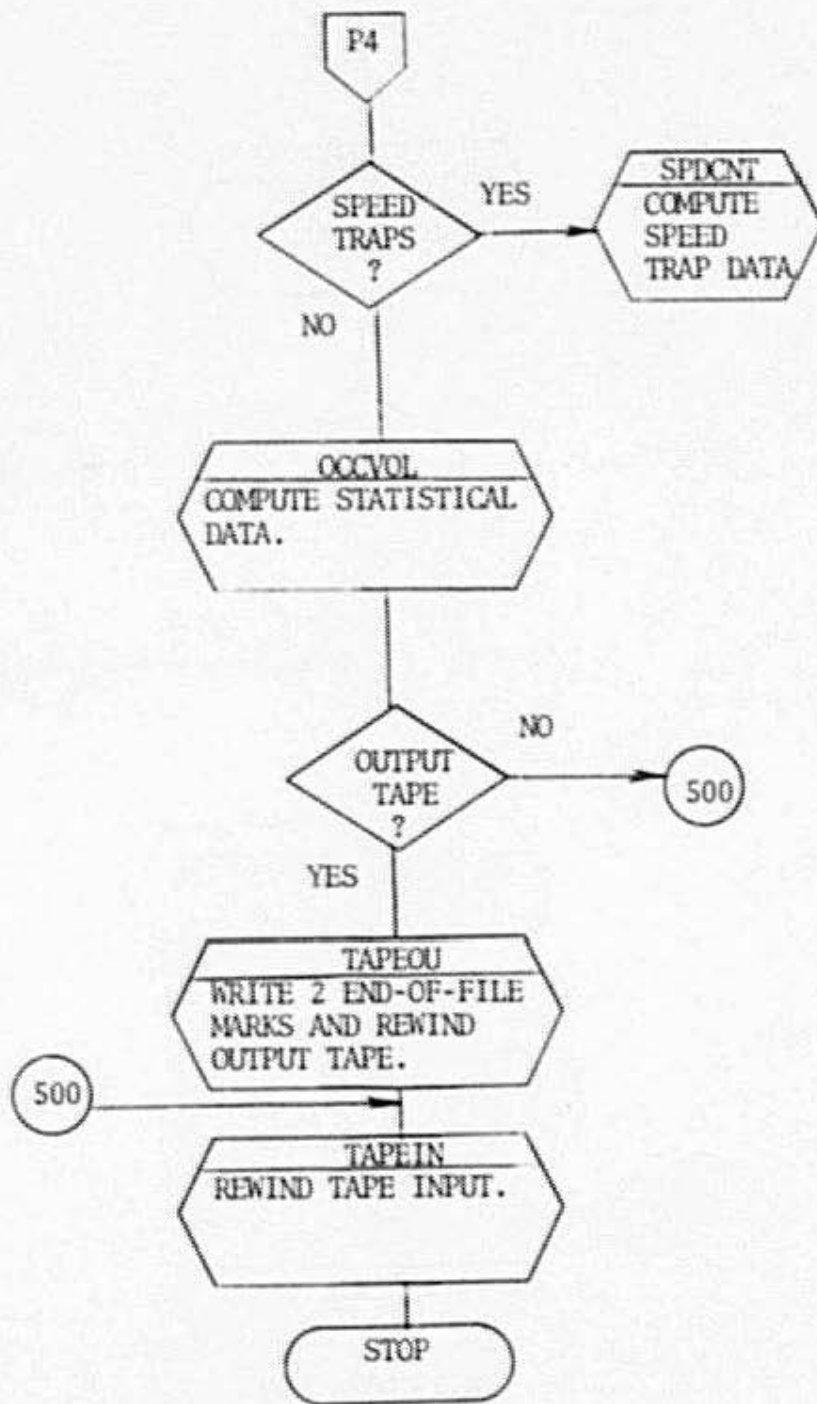 P4
SPEED
TRAPS
?
YES
SPDCNT
COMPUTE
SPEED
TRAP DATA
NO
OCCVOL
COMPUTE STATISTICAL
DATA.
OUTPUT
TAPE
?
NO
500
YES
TAPEOU
WRITE 2 END-OF-FILE
MARKS AND REWIND
OUTPUT TAPE.
500
TAPEIN
REWIND TAPE INPUT.
STOP